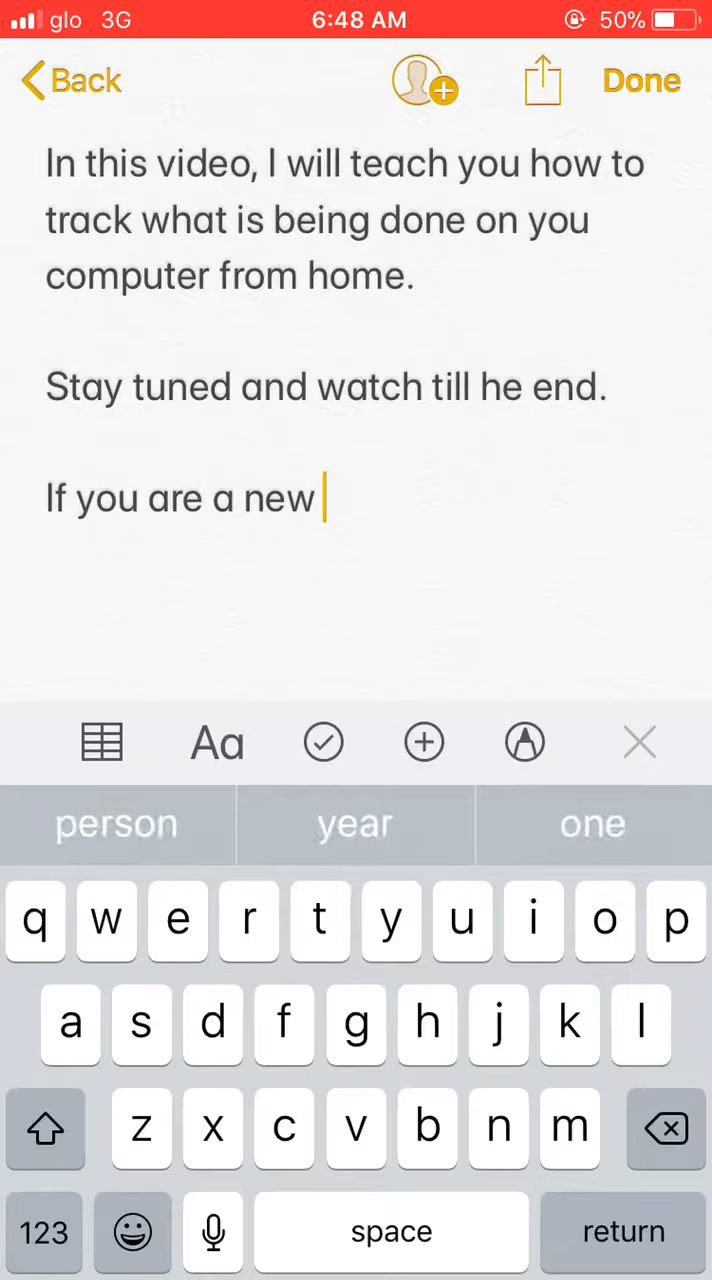 glo 3G 6:48 AM 50%
Back Done
In this video, I will teach you how to
track what is being done on you
computer from home.
Stay tuned and watch till he end.
If you are a new
Aa
person year one
q w e r t y u i o p
a s d f g h j k l
z x c v b n m
123 space return